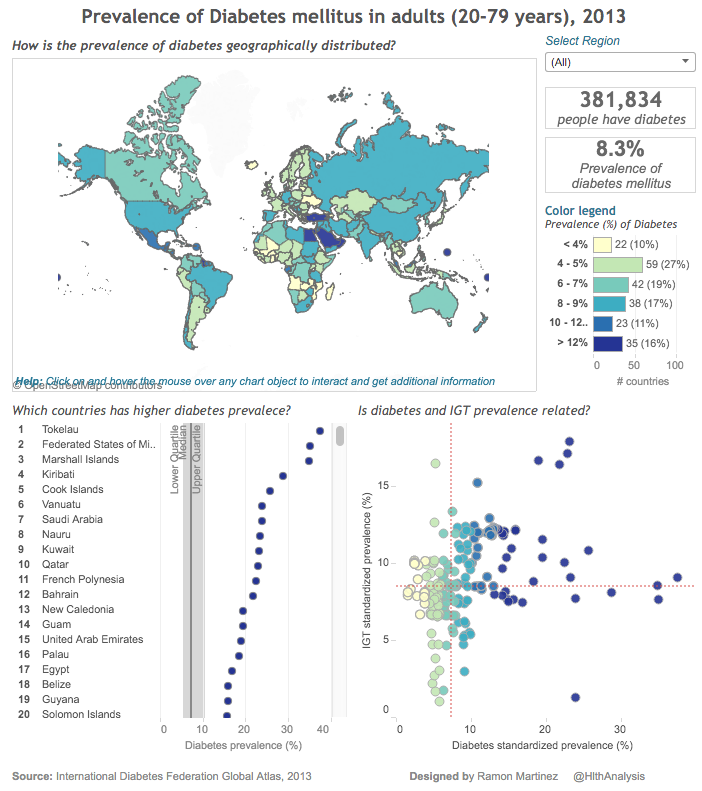 Prevalence of Diabetes mellitus in adults (20-79 years), 2013
How is the prevalence of diabetes geographically distributed?
Select Region
(All)
381,834
people have diabetes
8.3%
Prevalence of
diabetes mellitus
Color legend
Prevalence (%) of Diabetes
< 4% 22 (10%)
4 - 5% 59 (27%)
6 - 7% 42 (19%)
8 - 9% 38 (17%)
10 - 12.. 23 (11%)
> 12% 35 (16%)
0 50 100
# countries
Help: Click on and hover the mouse over any chart object to interact and get additional information
© OpenStreetMap contributors
Which countries has higher diabetes prevalece?
Lower Quartile
Median
Upper Quartile
1 Tokelau
2 Federated States of Mi..
3 Marshall Islands
4 Kiribati
5 Cook Islands
6 Vanuatu
7 Saudi Arabia
8 Nauru
9 Kuwait
10 Qatar
11 French Polynesia
12 Bahrain
13 New Caledonia
14 Guam
15 United Arab Emirates
16 Palau
17 Egypt
18 Belize
19 Guyana
20 Solomon Islands
0 10 20 30 40
Diabetes prevalence (%)
Is diabetes and IGT prevalence related?
IGT standardized prevalence (%)
15
10
5
0
0 10 20 30
Diabetes standardized prevalence (%)
Source: International Diabetes Federation Global Atlas, 2013
Designed by Ramon Martinez @HlthAnalysis